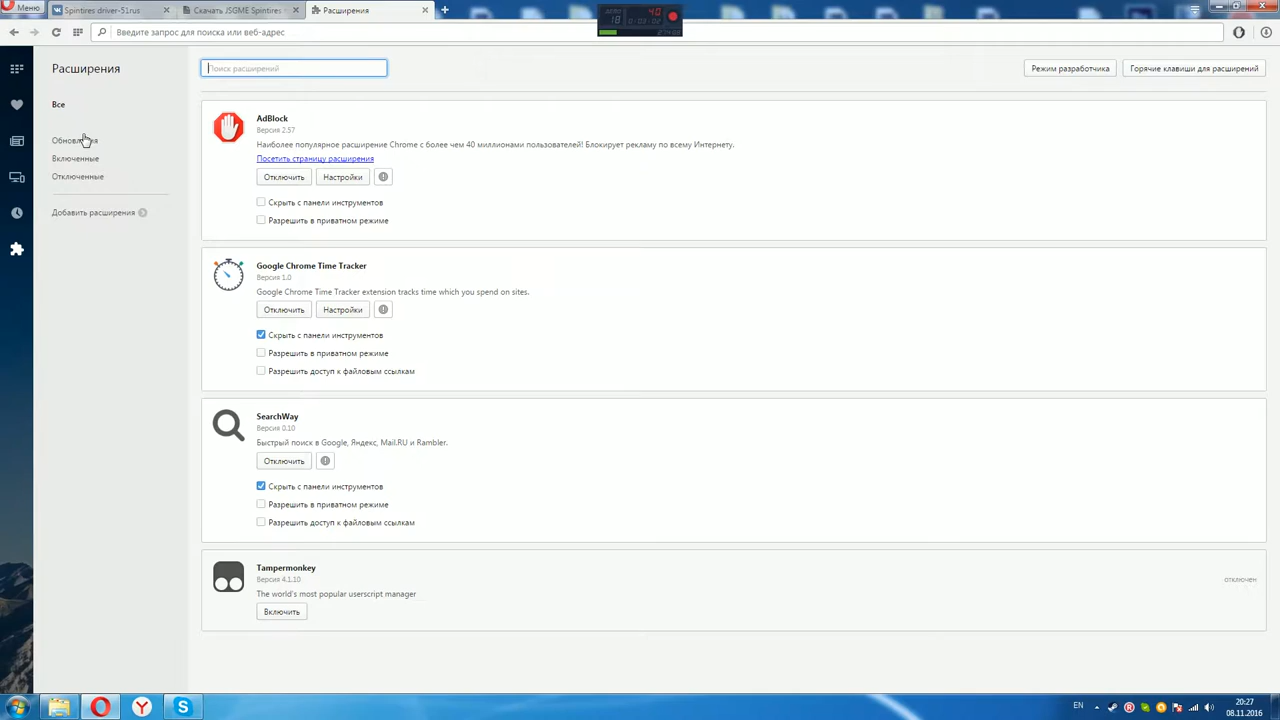 Меню
Spintires driver-51rus
Скачать JSGME Spintires
Расширения
40
18
0:03:02
Введите запрос для поиска или веб-адрес
Расширения
Поиск расширений
Режим разработчика
Горячие клавиши для расширений
Все
Обновления
Включенные
Отключенные
Добавить расширения
AdBlock
Версия 2.57
Наиболее популярное расширение Chrome с более чем 40 миллионами пользователей! Блокирует рекламу по всему Интернету.
Посетить страницу расширения
Отключить
Настройки
Скрыть с панели инструментов
Разрешить в приватном режиме
Google Chrome Time Tracker
Версия 1.0
Google Chrome Time Tracker extension tracks time which you spend on sites.
Отключить
Настройки
Скрыть с панели инструментов
Разрешить в приватном режиме
Разрешить доступ к файловым ссылкам
SearchWay
Версия 0.10
Быстрый поиск в Google, Яндекс, Mail.RU и Rambler.
Отключить
Скрыть с панели инструментов
Разрешить в приватном режиме
Разрешить доступ к файловым ссылкам
Tampermonkey
Версия 4.1.10
отключен
The world's most popular userscript manager
Включить
EN
20:27
08.11.2016